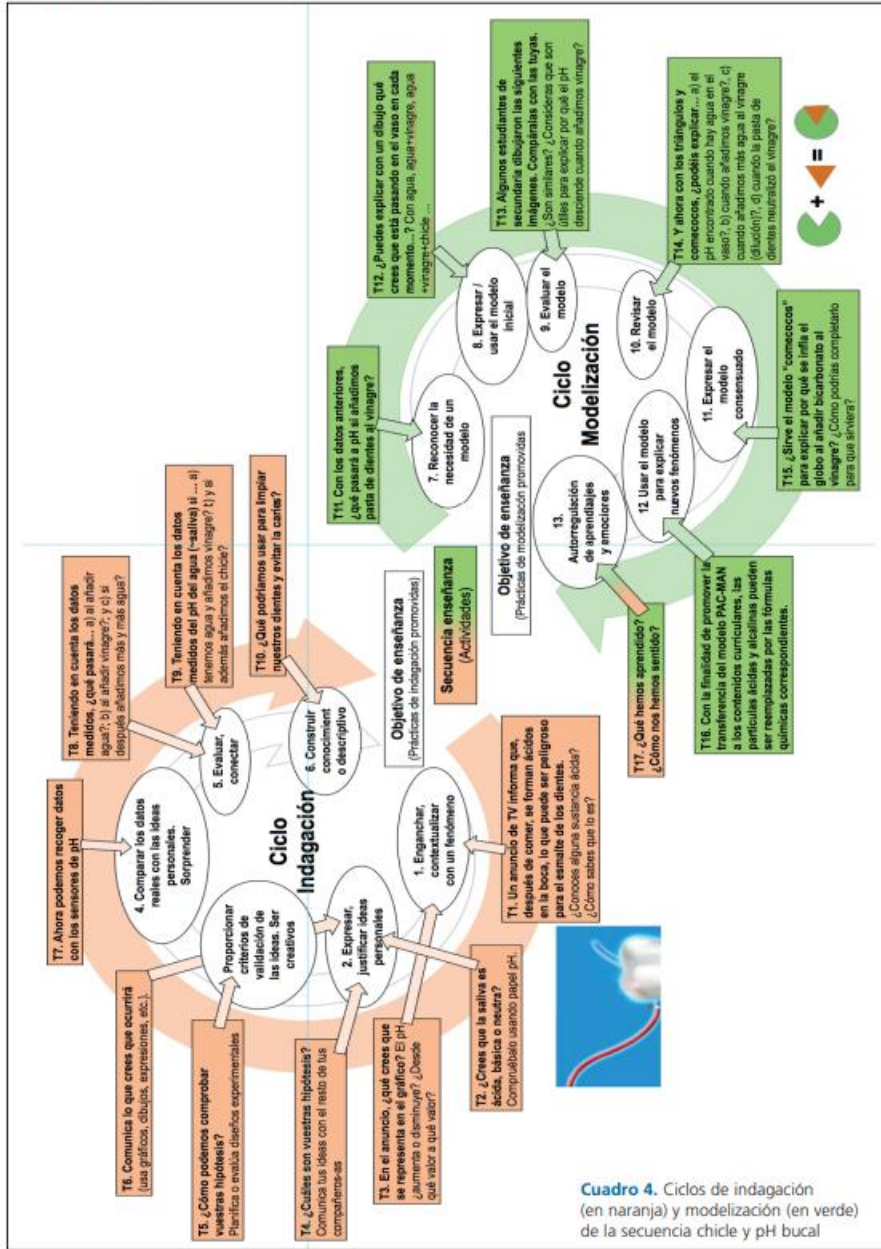 T1. Un anuncio de TV informa que,
después de comer, se forman ácidos
en la boca, lo que puede ser peligroso
para el esmalte de los dientes.
¿Conoces alguna sustancia ácida?
¿Cómo sabes que lo es?
T2. ¿Crees que la saliva es
ácida, básica o neutra?
Compruébalo usando papel pH.
T3. En el anuncio, ¿qué crees que
se representa en el gráfico? El pH,
¿aumenta o disminuye? ¿Desde
qué valor a qué valor?
T4. ¿Cuáles son vuestras hipótesis?
Comunica tus ideas con el resto de tus
compañeros-as
T5. ¿Cómo podemos comprobar
vuestras hipótesis?
Planifica o evalúa diseños experimentales
T6. Comunica lo que crees que ocurrirá
(usa gráficos, dibujos, expresiones, etc.).
T7. Ahora podemos recoger datos
con los sensores de pH
T8. Teniendo en cuenta los datos
medidos, ¿qué pasará... a) al añadir
agua?; b) al añadir vinagre?; y c) si
después añadimos más y más agua?
T9. Teniendo en cuenta los datos
medidos del pH del agua (~saliva) si ... a)
tenemos agua y añadimos vinagre? b) y si
además añadimos el chicle?
T10. ¿Qué podríamos usar para limpiar
nuestros dientes y evitar la caries?
Ciclo
Indagación
1. Enganchar,
contextualizar
con un fenómeno
2. Expresar,
justificar ideas
personales
Proporcionar
criterios de
validación de
las ideas. Ser
creativos
4. Comparar los datos
reales con las ideas
personales.
Sorprender
5. Evaluar,
conectar
6. Construir
conocimient
o descriptivo
Objetivo de enseñanza
(Prácticas de indagación promovidas)
Secuencia enseñanza
(Actividades)
Objetivo de enseñanza
(Prácticas de modelización promovidas)
T11. Con los datos anteriores,
¿qué pasará a pH si añadimos
pasta de dientes al vinagre?
T12. ¿Puedes explicar con un dibujo qué
crees que está pasando en el vaso en cada
momento...? Con agua, agua+vinagre, agua
+vinagre+chicle ...
T13. Algunos estudiantes de
secundaria dibujaron las siguientes
imágenes. Compáralas con las tuyas.
¿Son similares? ¿Consideras que son
útiles para explicar por qué el pH
desciende cuando añadimos vinagre?
T14. Y ahora con los triángulos y
comecocos, ¿podéis explicar... a) el
pH encontrado cuando hay agua en el
vaso?, b) cuando añadimos vinagre?, c)
cuando añadimos más agua al vinagre
(dilución)?, d) cuando la pasta de
dientes neutralizó el vinagre?
+ =
T15. ¿Sirve el modelo "comecocos"
para explicar por qué se infla el
globo al añadir bicarbonato al
vinagre? ¿Cómo podrías completarlo
para que sirviera?
T16. Con la finalidad de promover la
transferencia del modelo PAC-MAN
a los contenidos curriculares, las
partículas ácidas y alcalinas pueden
ser reemplazadas por las fórmulas
químicas correspondientes.
T17. ¿Qué hemos aprendido?
¿Cómo nos hemos sentido?
Ciclo
Modelización
7. Reconocer la
necesidad de un
modelo
8. Expresar /
usar el modelo
inicial
9. Evaluar el
modelo
10. Revisar
el modelo
11. Expresar el
modelo
consensuado
12 Usar el modelo
para explicar
nuevos fenómenos
13.
Autorregulación
de aprendizajes
y emociones
Cuadro 4. Ciclos de indagación
(en naranja) y modelización (en verde)
de la secuencia chicle y pH bucal